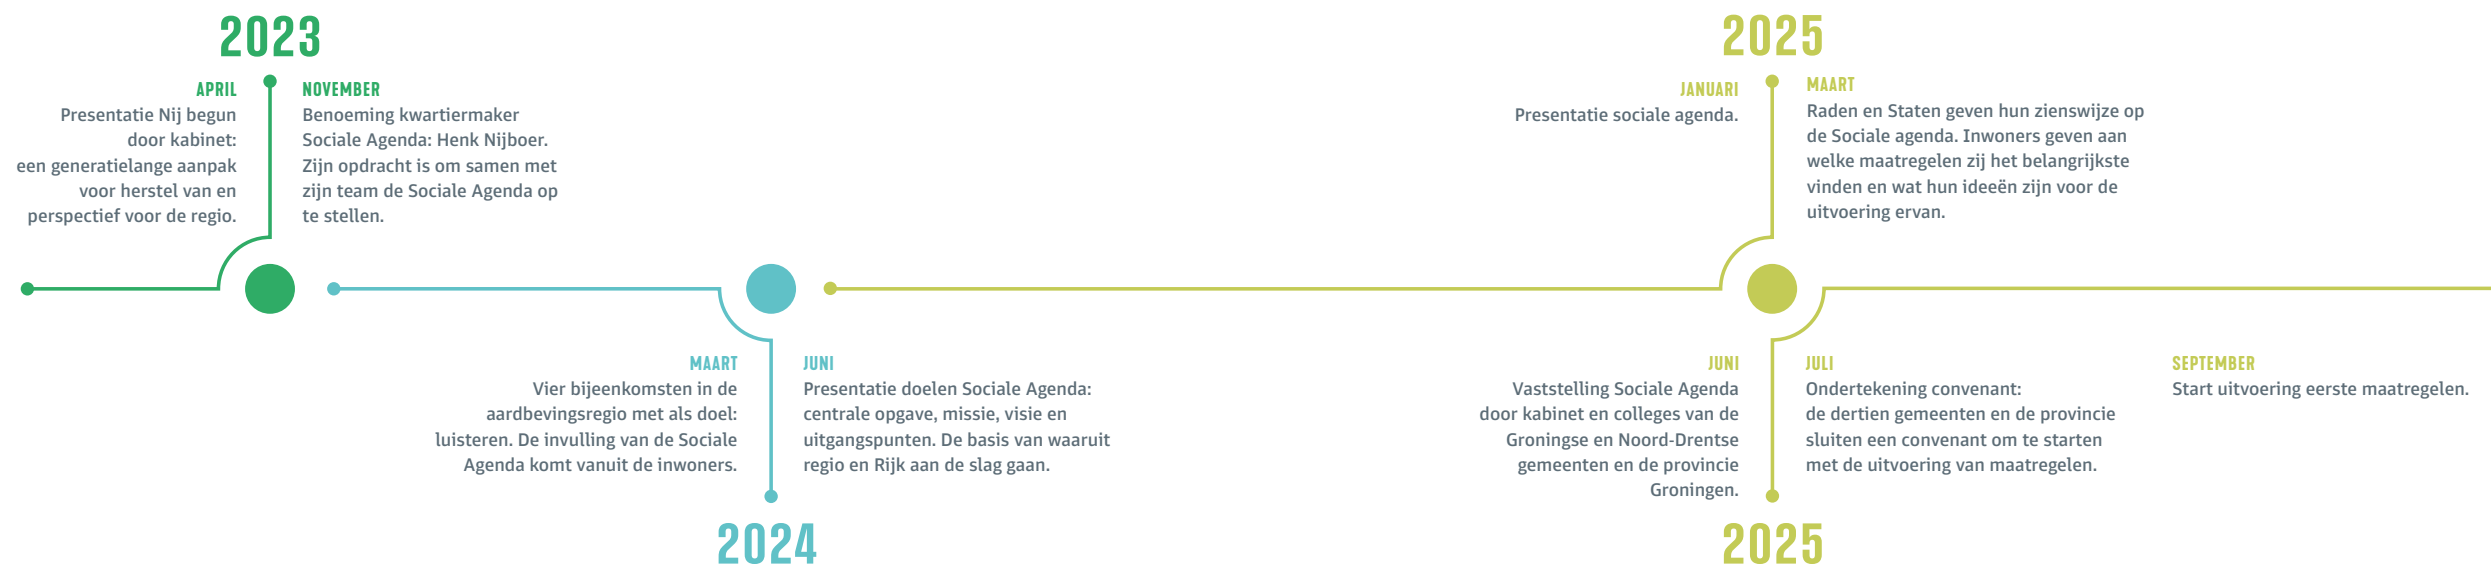 2023
APRIL
Presentatie Nij begun
door kabinet:
een generatielange aanpak
voor herstel van en
perspectief voor de regio.
NOVEMBER
Benoeming kwartiermaker
Sociale Agenda: Henk Nijboer.
Zijn opdracht is om samen met
zijn team de Sociale Agenda op
te stellen.
MAART
Vier bijeenkomsten in de
aardbevingsregio met als doel:
luisteren. De invulling van de Sociale
Agenda komt vanuit de inwoners.
JUNI
Presentatie doelen Sociale Agenda:
centrale opgave, missie, visie en
uitgangspunten. De basis van waaruit
regio en Rijk aan de slag gaan.
2024
2025
JANUARI
Presentatie sociale agenda.
MAART
Raden en Staten geven hun zienswijze op
de Sociale agenda. Inwoners geven aan
welke maatregelen zij het belangrijkste
vinden en wat hun ideeën zijn voor de
uitvoering ervan.
JUNI
Vaststelling Sociale Agenda
door kabinet en colleges van de
Groningse en Noord-Drentse
gemeenten en de provincie
Groningen.
JULI
Ondertekening convenant:
de dertien gemeenten en de provincie
sluiten een convenant om te starten
met de uitvoering van maatregelen.
SEPTEMBER
Start uitvoering eerste maatregelen.
2025